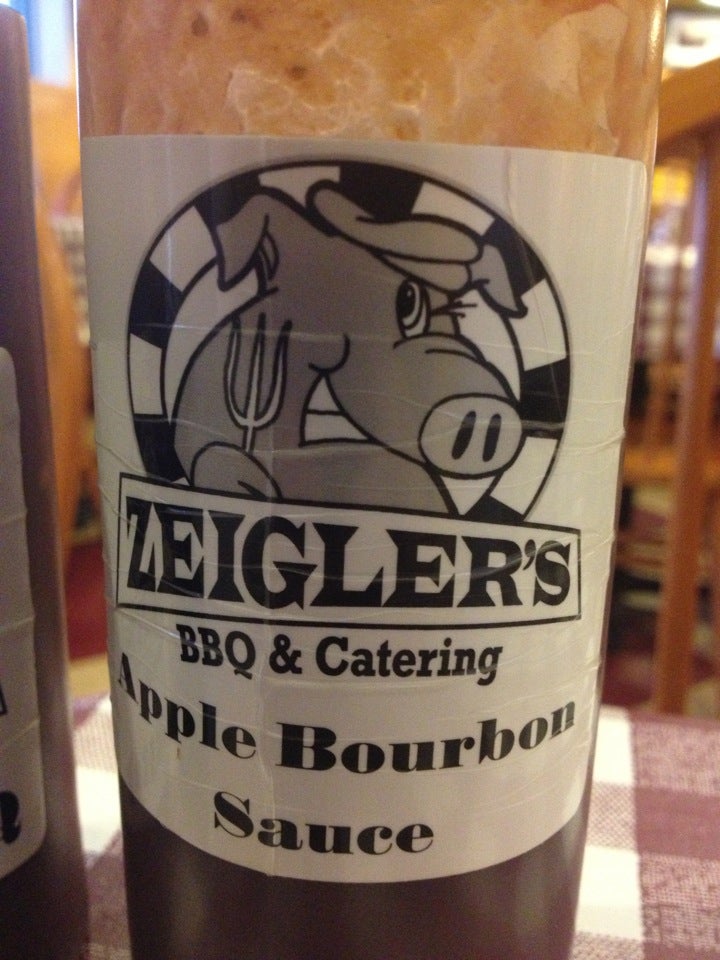 ZEIGLER'S
BBQ & Catering
Apple Bourbon
Sauce